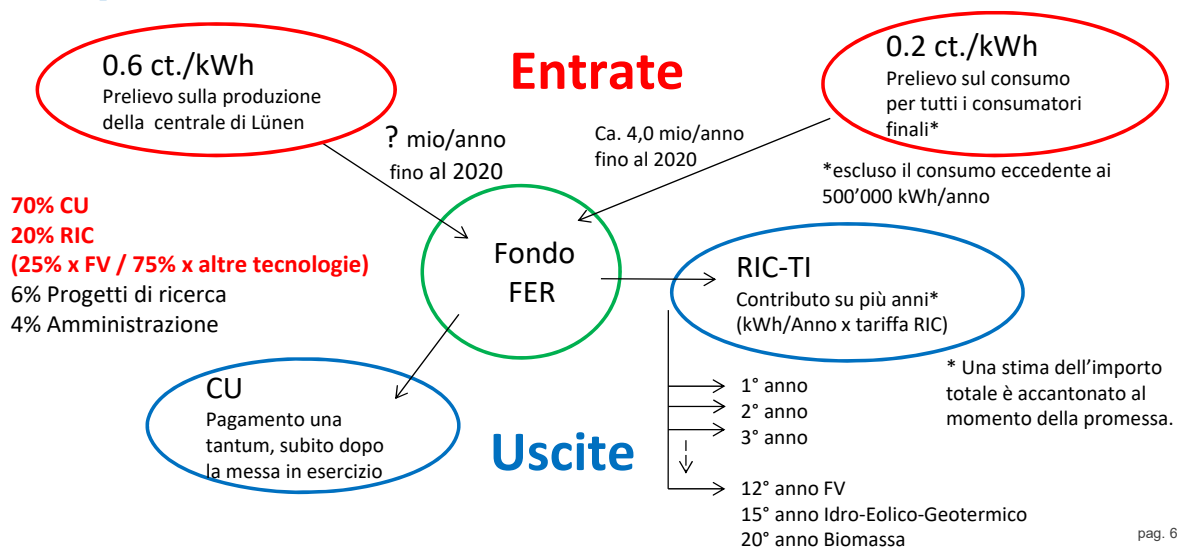 0.6 ct./kWh
Prelievo sulla produzione
della centrale di Lünen
Entrate
0.2 ct./kWh
Prelievo sul consumo
per tutti i consumatori
finali*
? mio/anno
fino al 2020
Ca. 4,0 mio/anno
fino al 2020
*escluso il consumo eccedente ai
500’000 kWh/anno
70% CU
20% RIC
(25% x FV / 75% x altre tecnologie)
6% Progetti di ricerca
4% Amministrazione
Fondo
FER
RIC-TI
Contributo su più anni*
(kWh/Anno x tariffa RIC)
* Una stima dell’importo
totale è accantonato al
momento della promessa.
CU
Pagamento una
tantum, subito dopo
la messa in esercizio
Uscite
1° anno
2° anno
3° anno
12° anno FV
15° anno Idro-Eolico-Geotermico
20° anno Biomassa
pag. 6